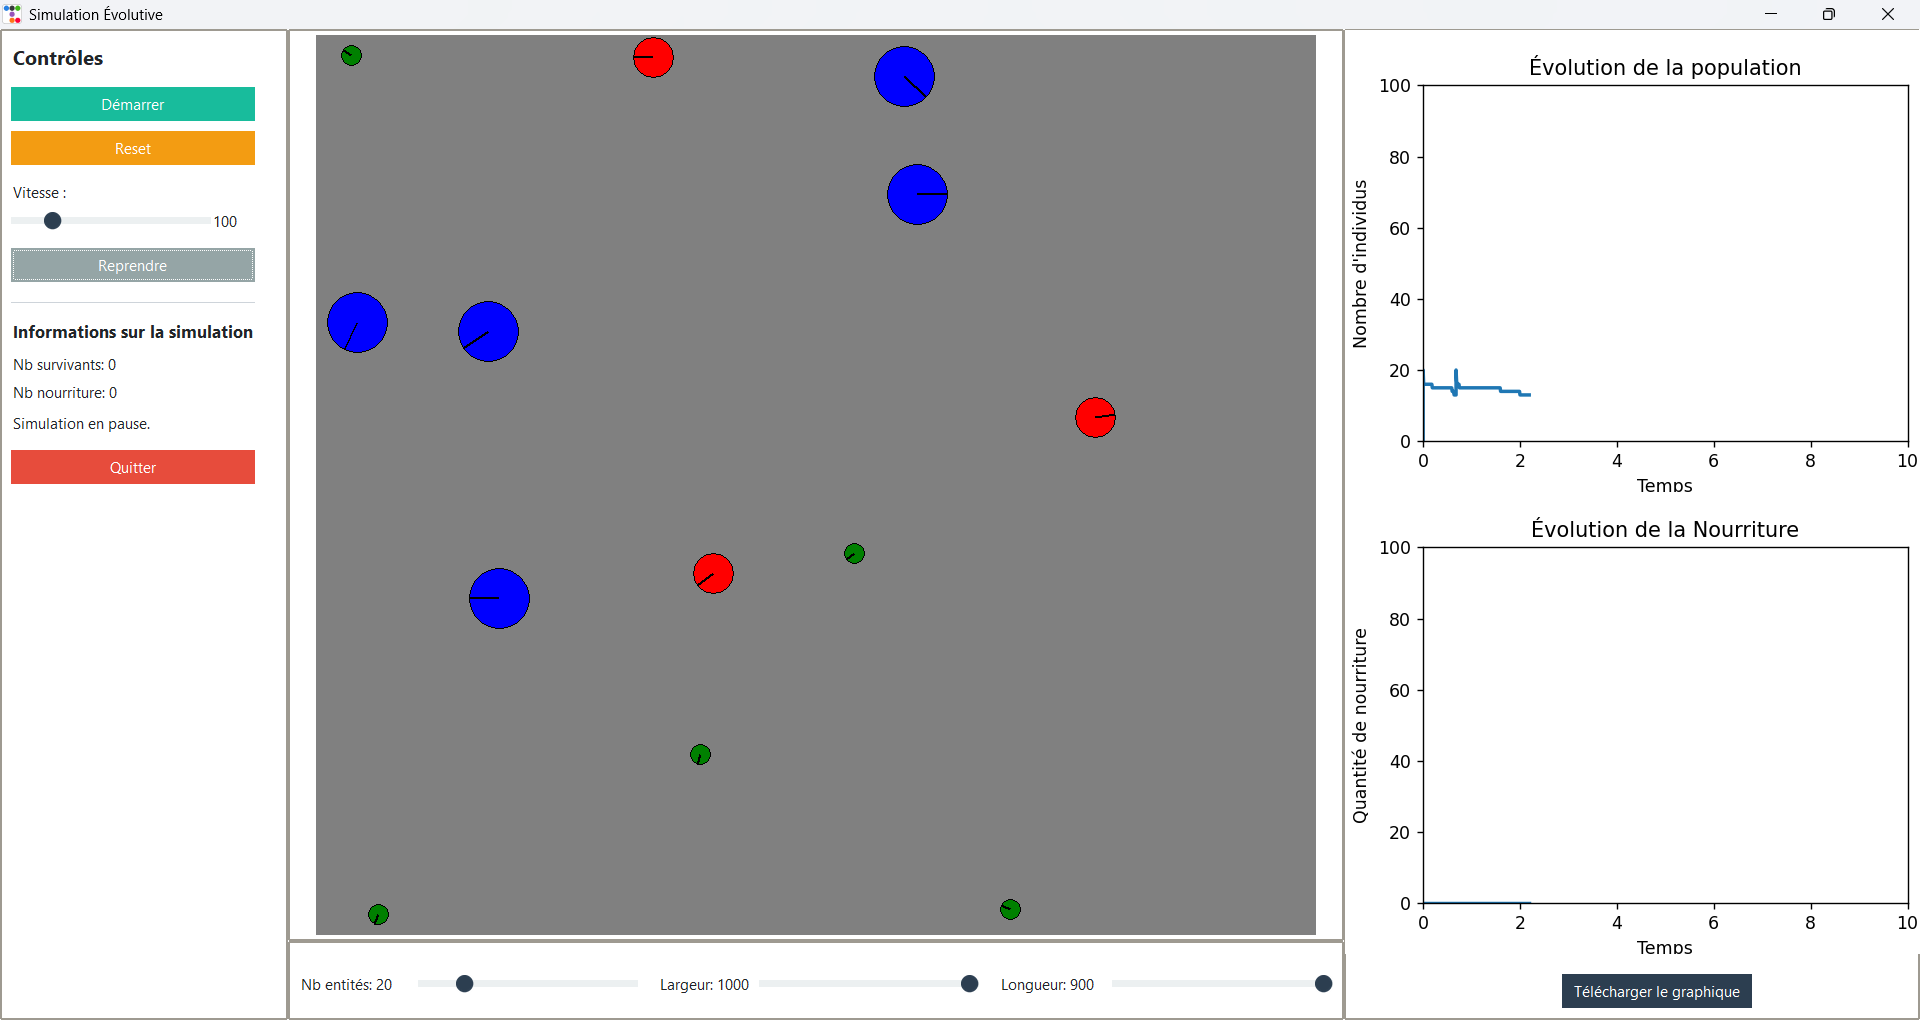 Simulation Évolutive
Contrôles
Démarrer
Reset
Vitesse :
100
Reprendre
Informations sur la simulation
Nb survivants: 0
Nb nourriture: 0
Simulation en pause.
Quitter
Nb entités: 20
Largeur: 1000
Longueur: 900
Évolution de la population
Nombre d'individus
100
80
60
40
20
0
0 2 4 6 8 10
Temps
Évolution de la Nourriture
Quantité de nourriture
100
80
60
40
20
0
0 2 4 6 8 10
Temps
Télécharger le graphique